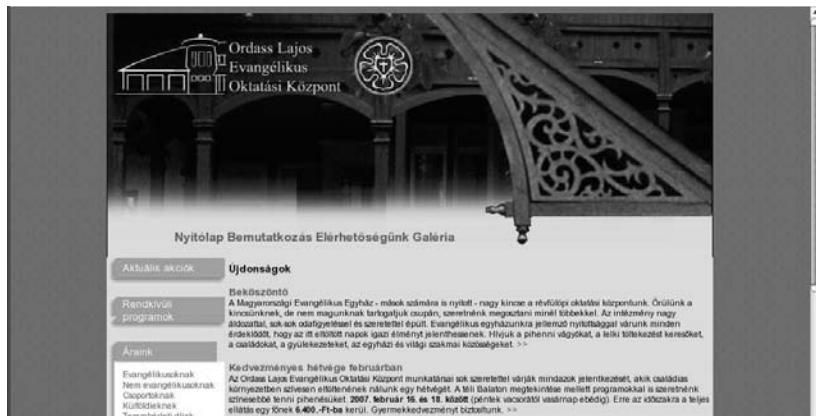 Ordass Lajos
Evangélikus
Oktatási Központ
Nyitólap Bemutatkozás Elérhetőségünk Galéria
Aktuális akciók
Rendkívüli
programok
Áraink
Evangélikusoknak
Nem evangélikusoknak
Csoportoknak
Külföldieknek
Újdonságok
Beköszöntő
A Magyarországi Evangélikus Egyház - mások számára is nyitott - nagy kincse a révfülöpi oktatási központunk. Örülünk a
kincsünknek, de nem magunknak tartogatjuk csupán, szeretnénk megosztani minél többekkel. Az intézmény nagy
áldozattal, sok-sok odafigyeléssel és szeretettel épült. Evangélikus egyházunkra jellemző nyitottsággal várunk minden
érdeklődőt, hogy az itt eltöltött napok igazi élményt jelenthessenek. Hívjuk a pihenni vágyókat, a lelki töltekezést keresőket,
a családokat, a gyülekezeteket, az egyházi és világi szakmai közösségeket. >>
Kedvezményes hétvége februárban
Az Ordass Lajos Evangélikus Oktatási Központ munkatársai sok szeretettel várják mindazok jelentkezését, akik családias
környezetben szívesen eltöltenének nálunk egy hétvégét. A téli Balaton megtekintése mellett programokkal is szeretnénk
színesebbé tenni pihenésüket. 2007. február 16. és 18. között (péntek vacsorától vasárnap ebédig). Erre az időszakra a teljes
ellátás egy főnek 6.400.-Ft-ba kerül. Gyermekkedvezményt biztosítunk. >>